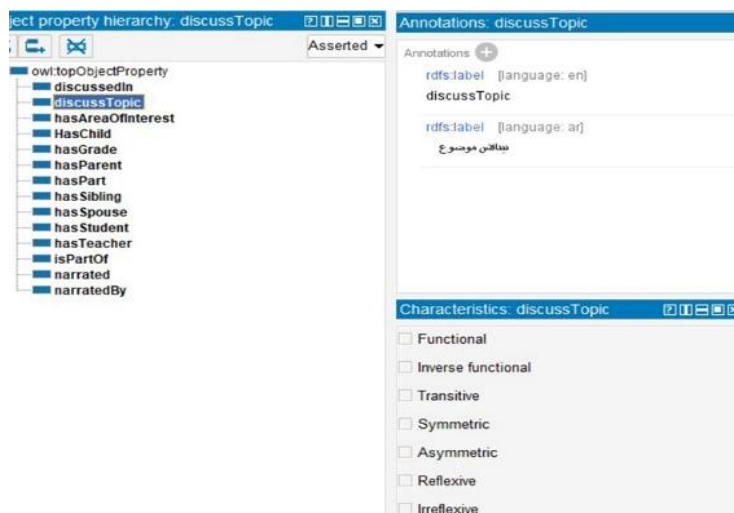 ject property hierarchy: discussTopic
Asserted
owl:topObjectProperty
discussedIn
discussTopic
hasAreaOfInterest
HasChild
hasGrade
hasParent
hasPart
hasSibling
hasSpouse
hasStudent
hasTeacher
isPartOf
narrated
narratedBy
Annotations: discussTopic
Annotations
rdfs:label [language: en]
discussTopic
rdfs:label [language: ar]
موضوع
Characteristics: discussTopic
Functional
Inverse functional
Transitive
Symmetric
Asymmetric
Reflexive
Irreflexive